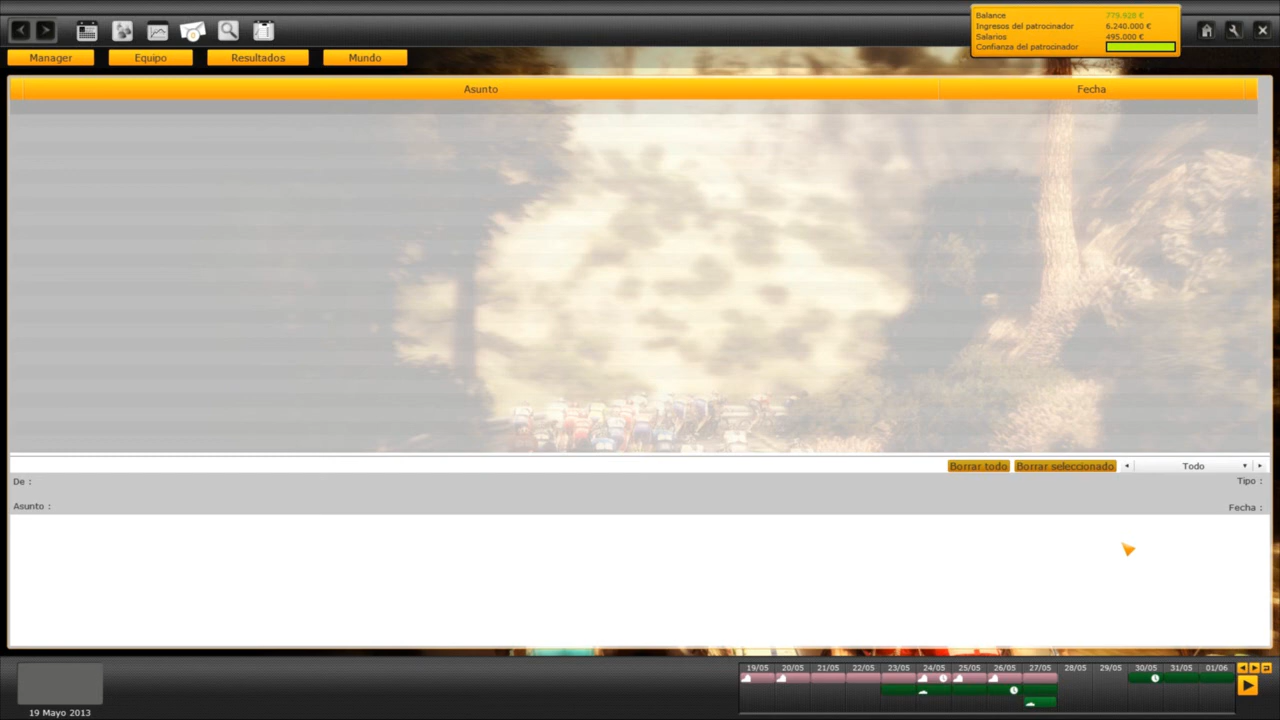 Balance 779.928 €
Ingresos del patrocinador 6.240.000 €
Salarios 495.000 €
Confianza del patrocinador
Manager Equipo Resultados Mundo
Asunto Fecha
Borrar todo Borrar seleccionado Todo
De : Tipo :
Asunto : Fecha :
19/05 20/05 21/05 22/05 23/05 24/05 25/05 26/05 27/05 28/05 29/05 30/05 31/05 01/06
19 Mayo 2013